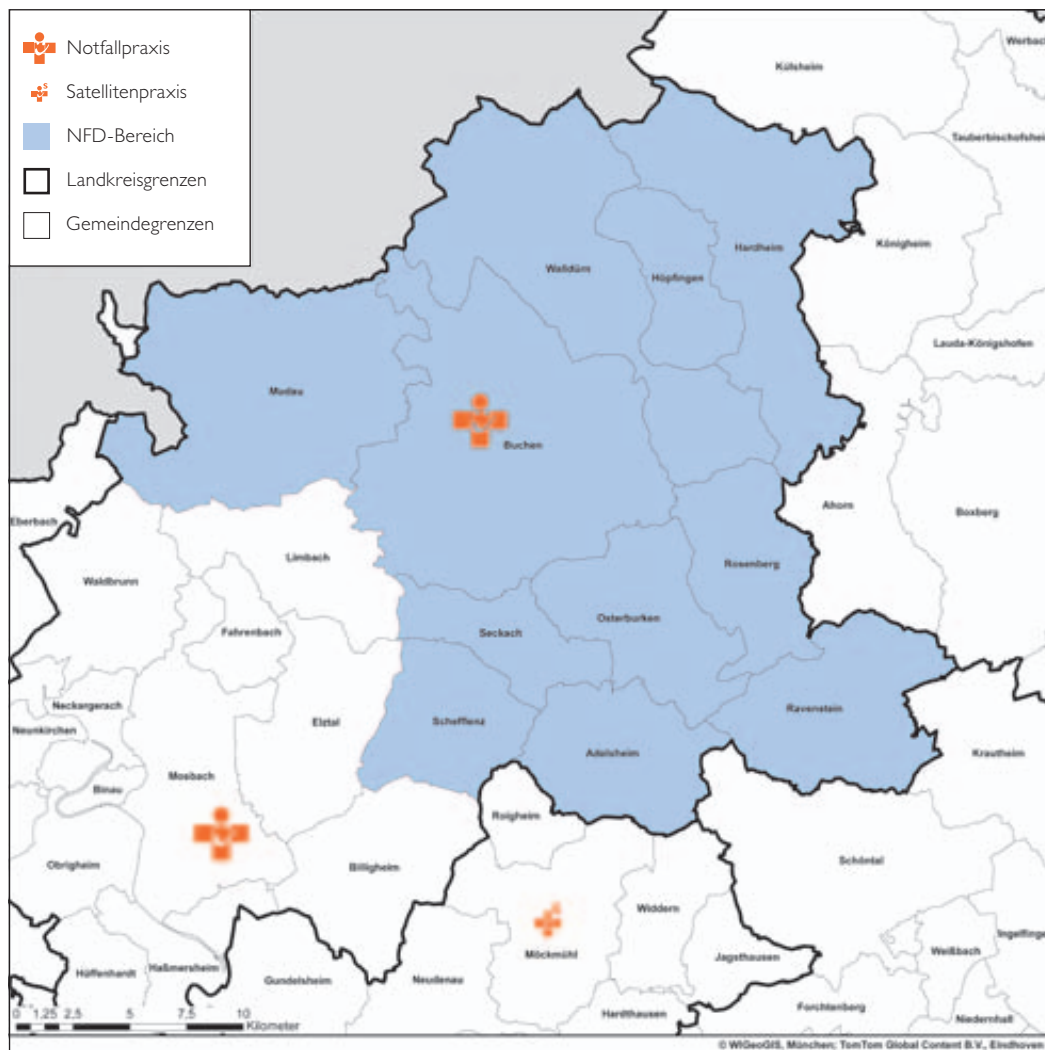 Notfallpraxis
Satellitenpraxis
NFD-Bereich
Landkreisgrenzen
Gemeindegrenzen
Werbach
Külsheim
Tauberbischofsheim
Königheim
Hardheim
Walldürn
Höpfingen
Lauda-Königshofen
Mudau
Buchen
Ahorn
Boxberg
Eberbach
Limbach
Waldbrunn
Rosenberg
Osterburken
Fahrenbach
Seckach
Neckargerach
Ravenstein
Neunkirchen
Elztal
Schefflenz
Adelsheim
Krautheim
Mosbach
Binau
Roigheim
Obrigheim
Billigheim
Schöntal
Widdern
Möckmühl
Ingelfingen
Weißbach
Jagsthausen
Haßmersheim
Hüffenhardt
Gundelsheim
Neudenau
Hardthausen
Forchtenberg
Niedernhall
0 1,25 2,5 5 7,5 10
Kilometer
© WIGeoGIS, München; TomTom Global Content B.V., Eindhoven